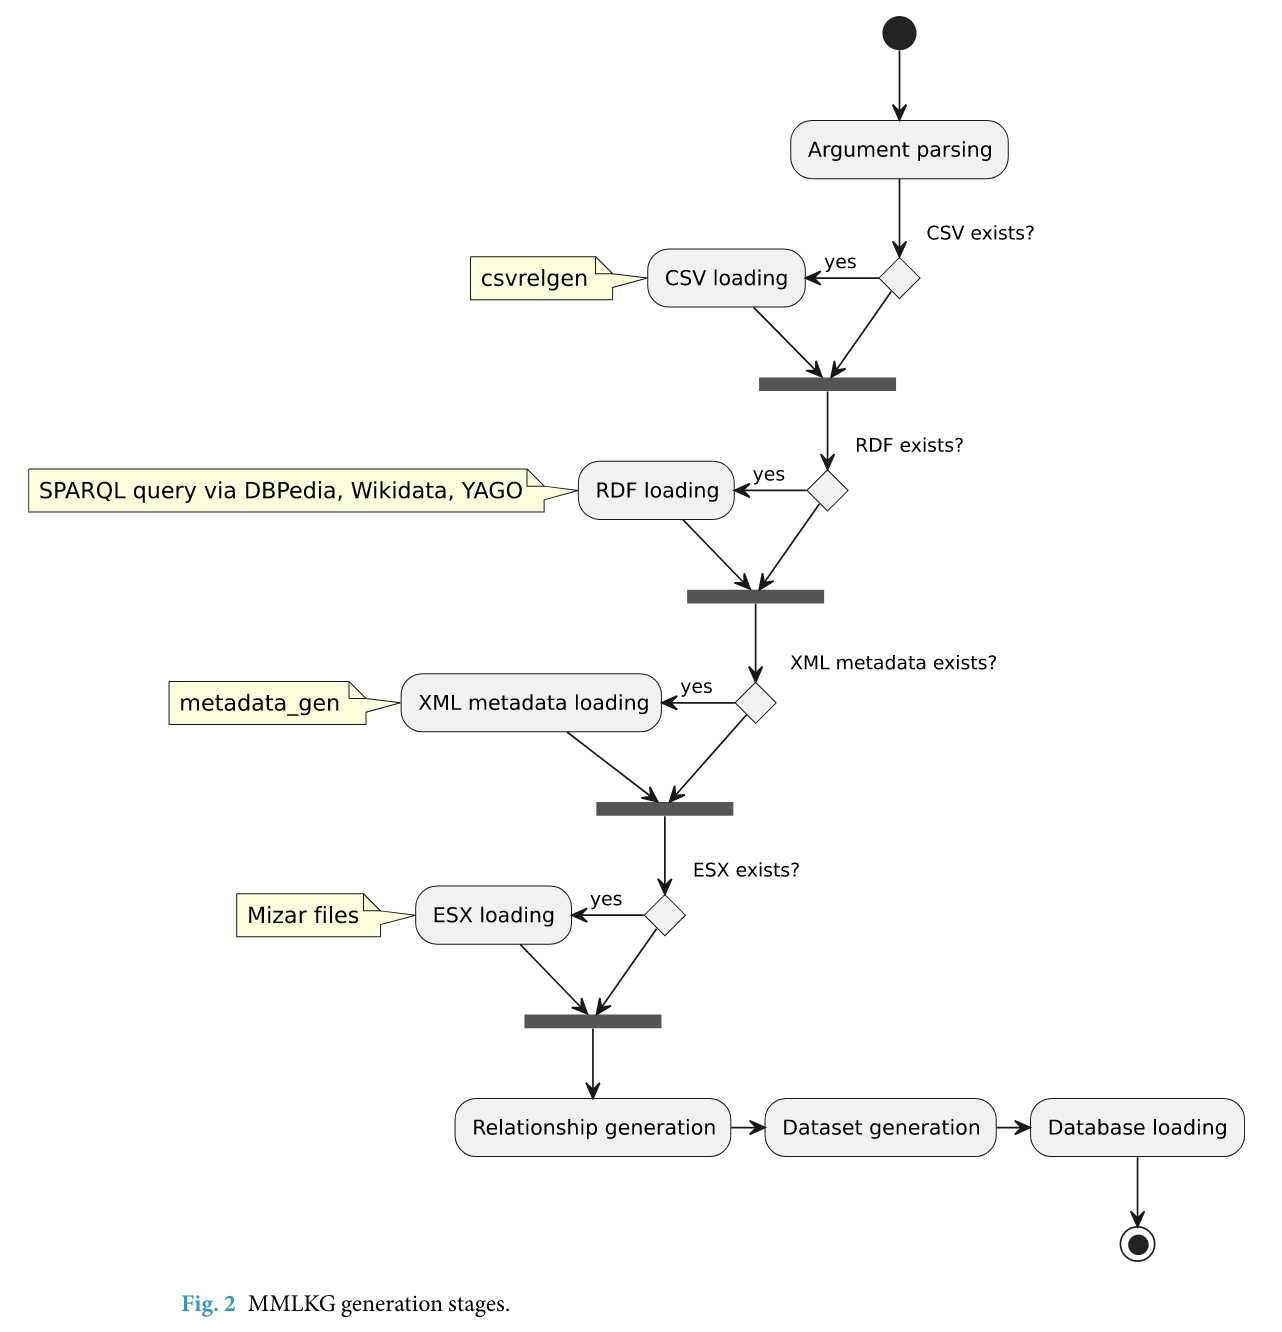 Argument parsing
CSV exists?
yes
csvrelgen
CSV loading
RDF exists?
yes
SPARQL query via DBPedia, Wikidata, YAGO
RDF loading
XML metadata exists?
yes
metadata_gen
XML metadata loading
ESX exists?
yes
Mizar files
ESX loading
Relationship generation
Dataset generation
Database loading
Fig. 2 MMLKG generation stages.